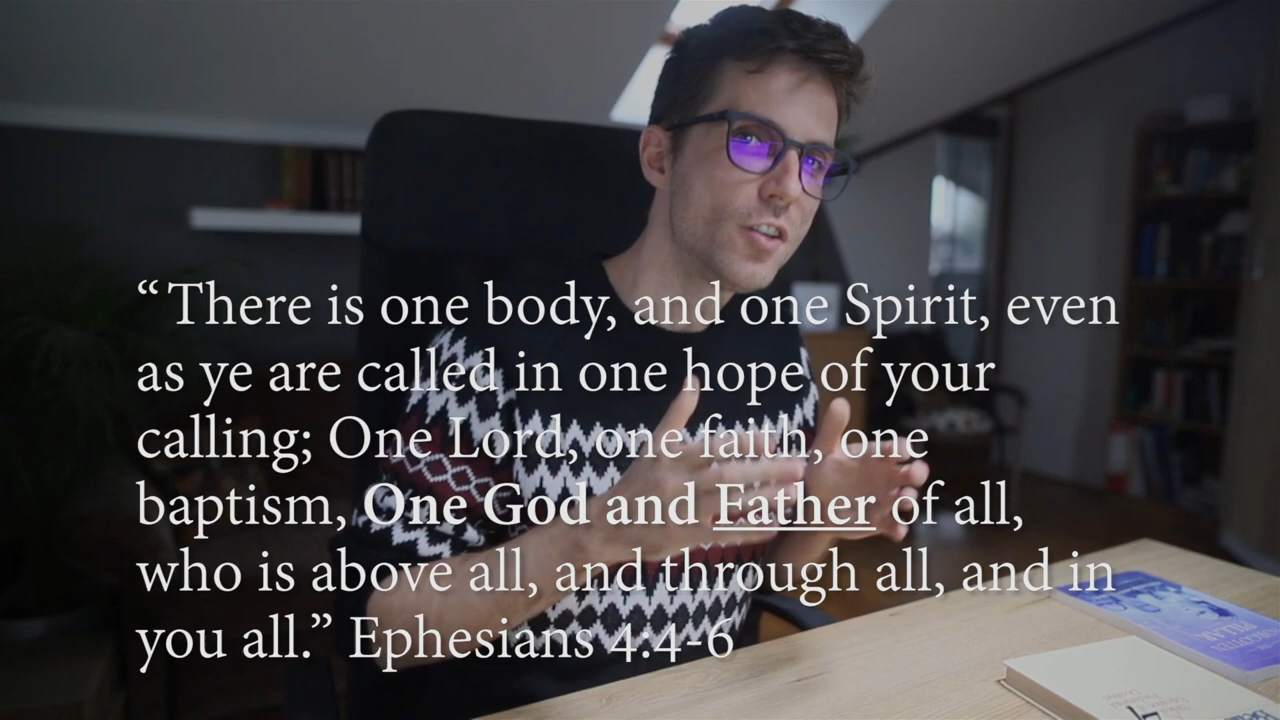 “There is one body, and one Spirit, even
as ye are called in one hope of your
calling; One Lord, one faith, one
baptism, One God and Father of all,
who is above all, and through all, and in
you all.” Ephesians 4:4-6